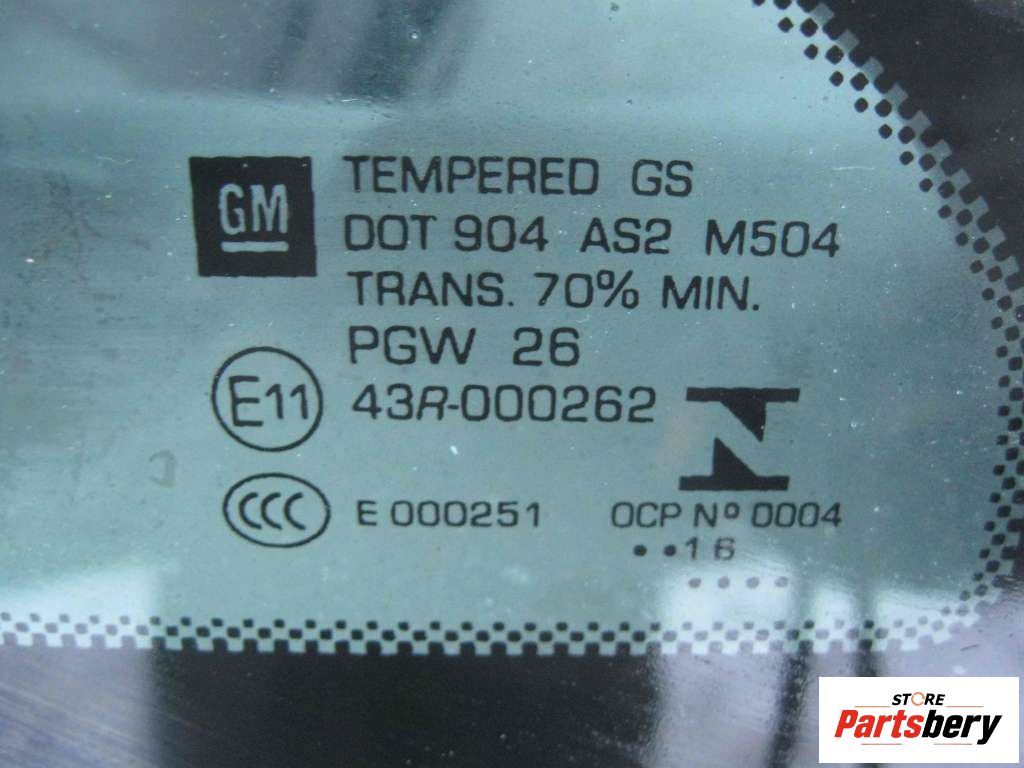 GM
TEMPERED GS
DOT 904 AS2 M504
TRANS. 70% MIN.
PGW 26
E11 43R-000262
CCC E 000251
OCP Nº 0004
••16
••••
STORE
Partsbery